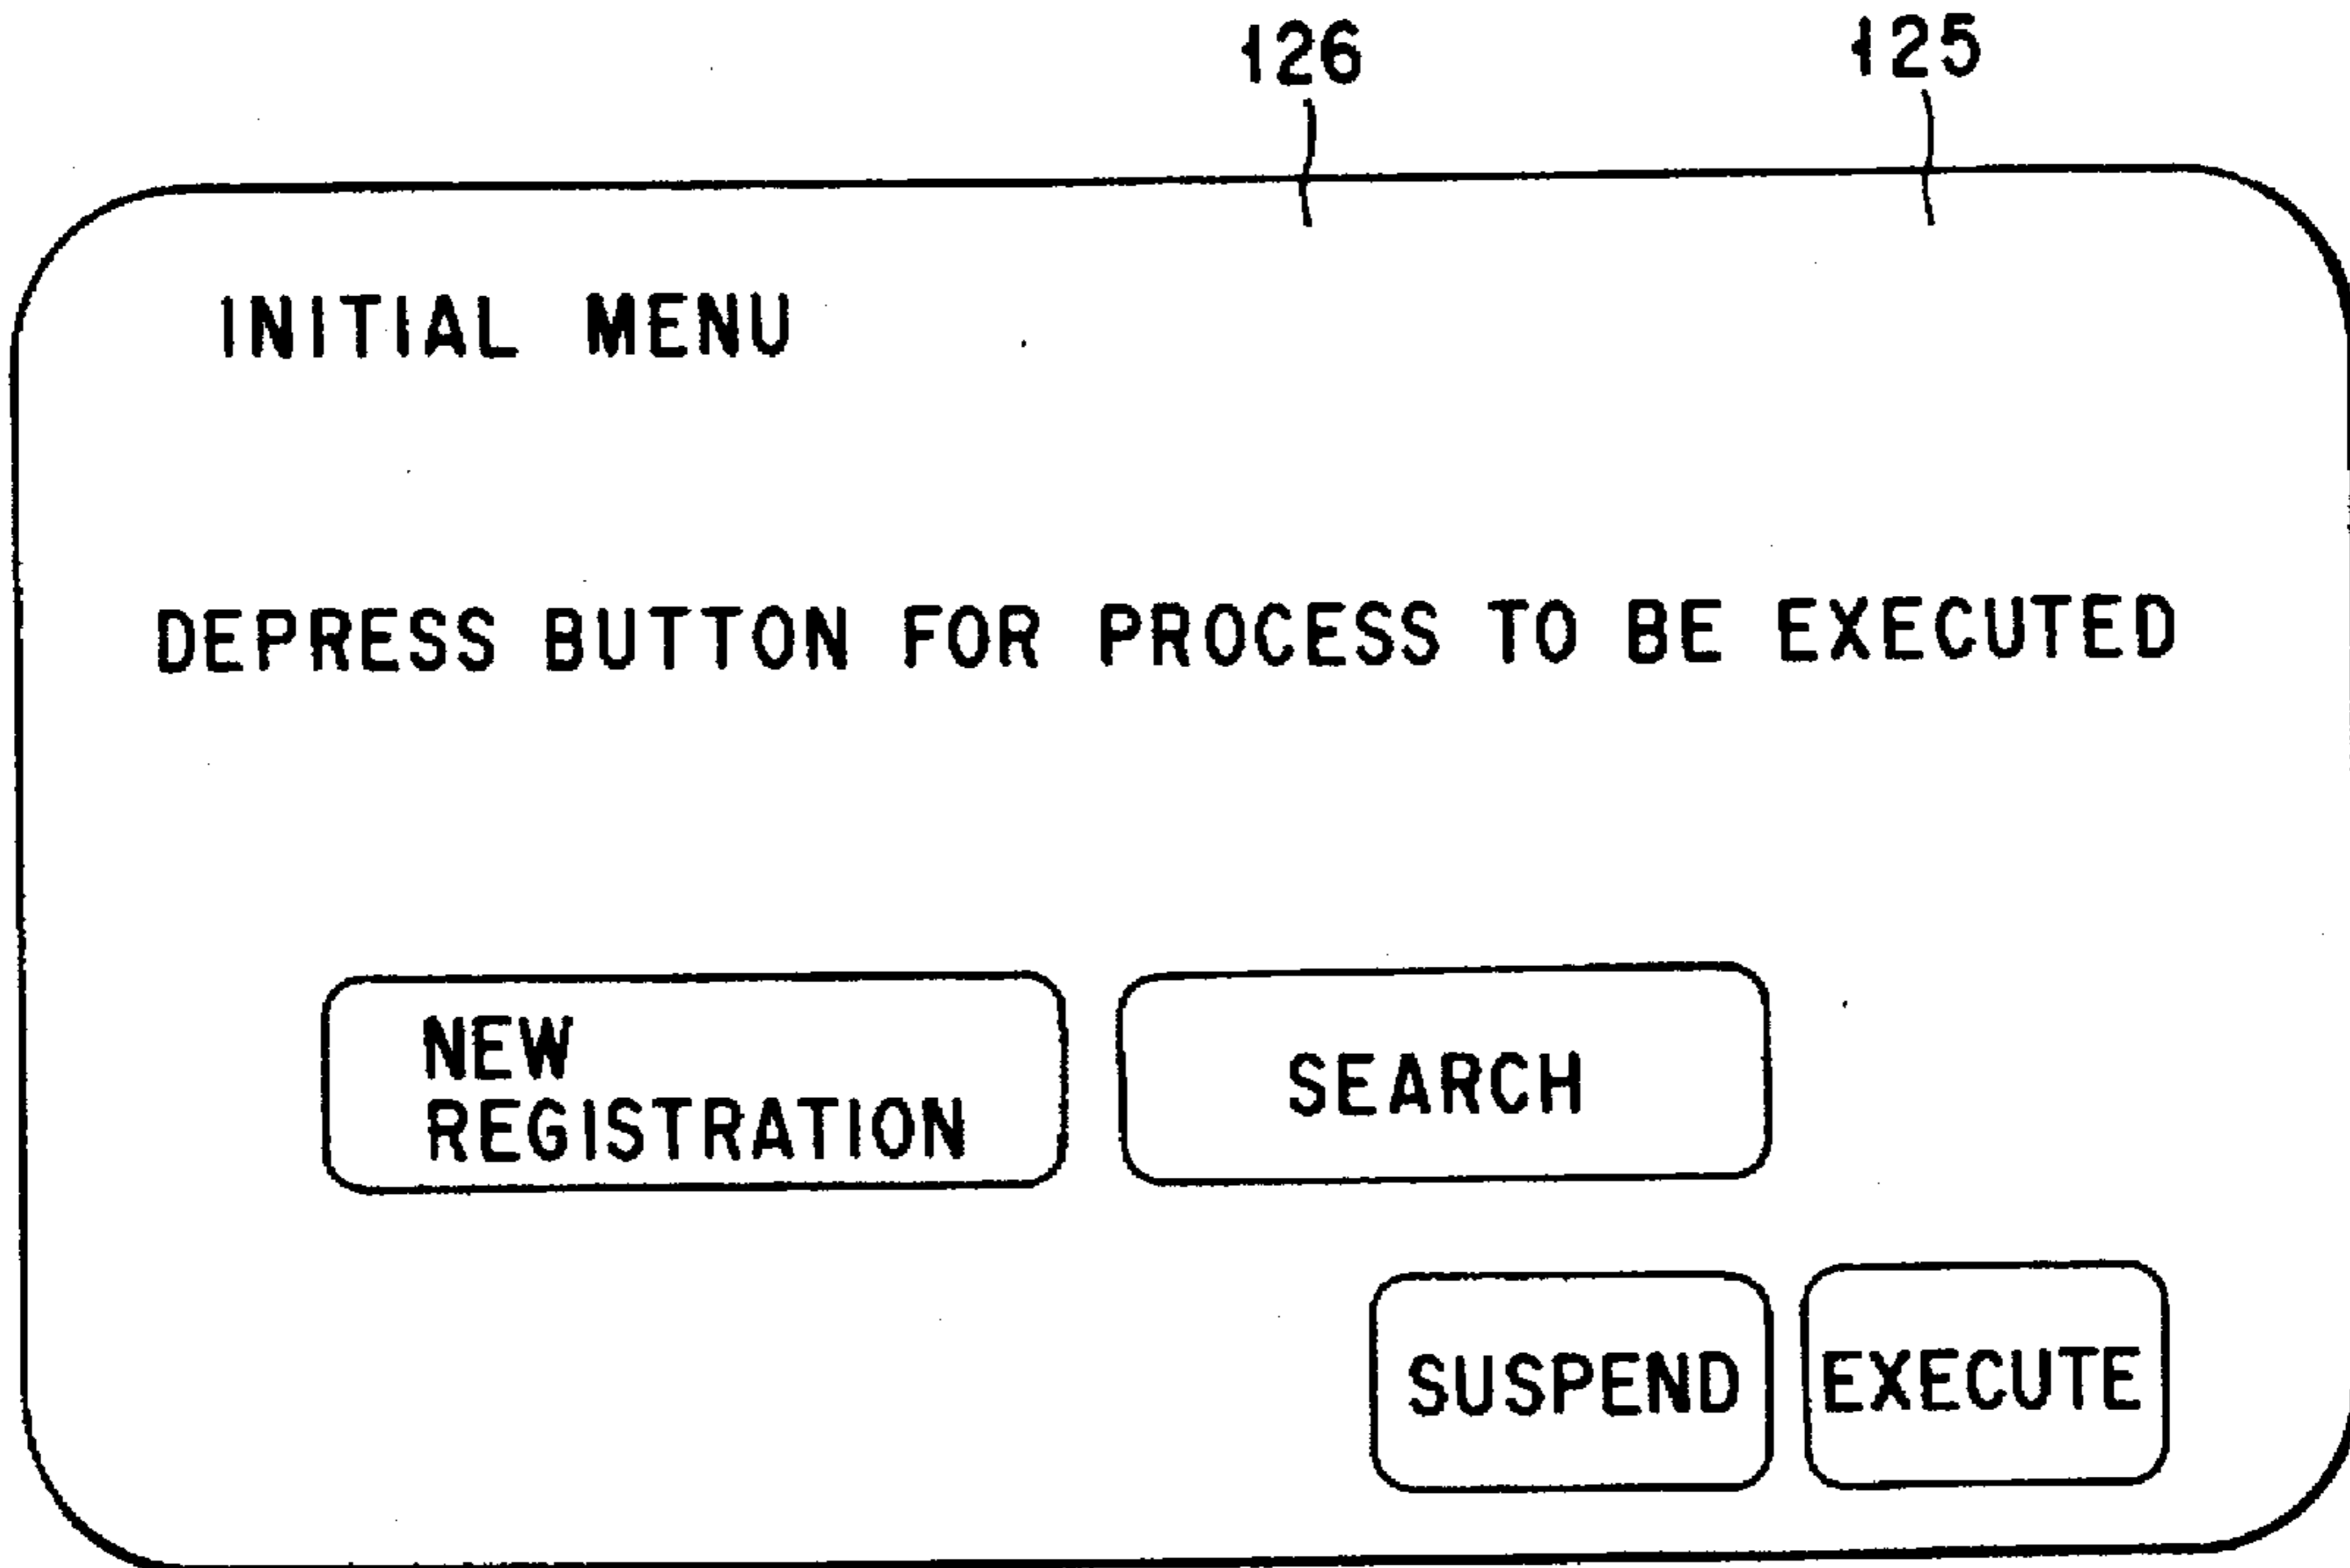 126 125
INITIAL MENU
DEPRESS BUTTON FOR PROCESS TO BE EXECUTED
NEW
REGISTRATION
SEARCH
SUSPEND
EXECUTE